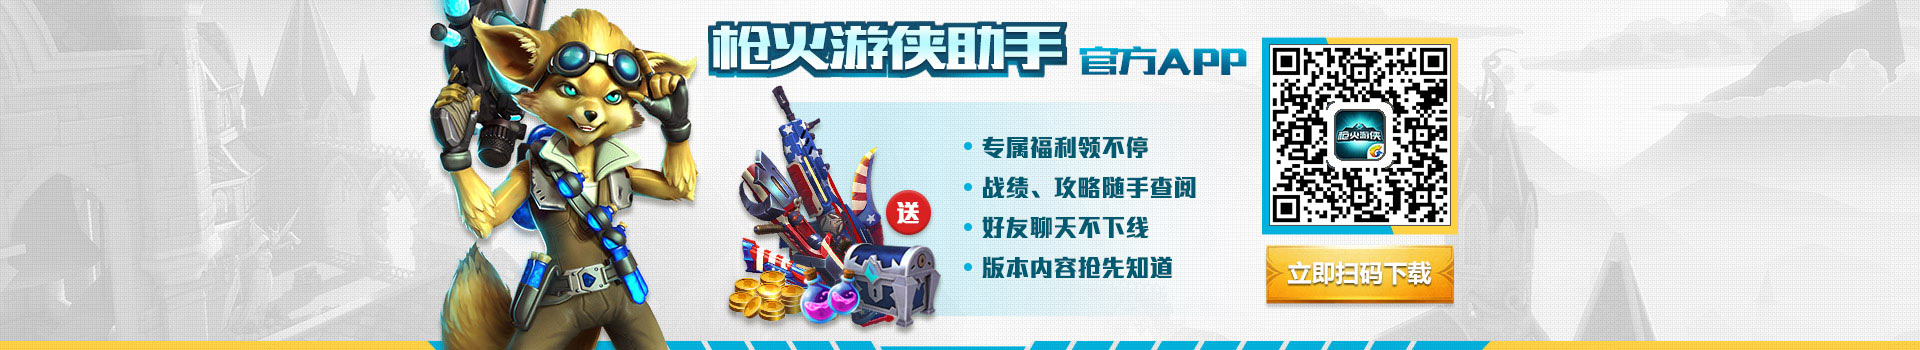 枪火游侠助手 官方APP
• 专属福利领不停
• 战绩、攻略随手查阅
• 好友聊天不下线
• 版本内容抢先知道
送
枪火游侠
立即扫码下载